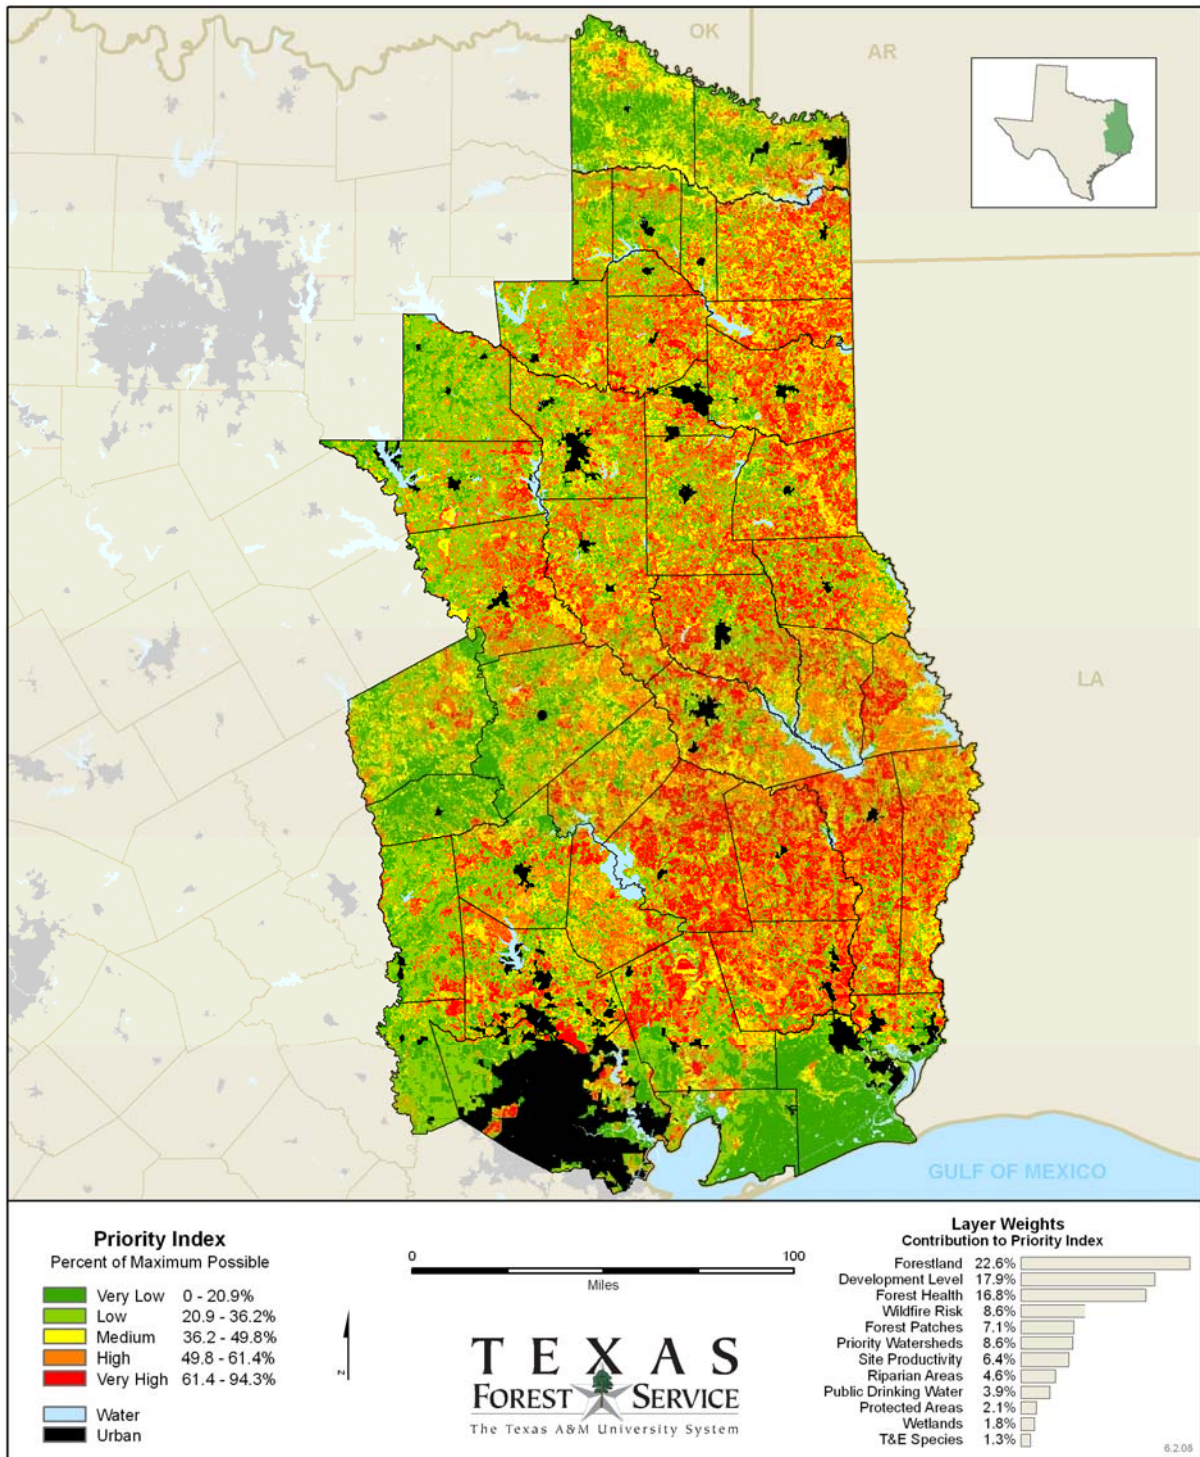 OK
AR
LA
GULF OF MEXICO
Priority Index
Percent of Maximum Possible
Very Low 0 - 20.9%
Low 20.9 - 36.2%
Medium 36.2 - 49.8%
High 49.8 - 61.4%
Very High 61.4 - 94.3%
Water
Urban
0 100
Miles
N
TEXAS
FOREST SERVICE
The Texas A&M University System
Layer Weights
Contribution to Priority Index
Forestland 22.6%
Development Level 17.9%
Forest Health 16.8%
Wildfire Risk 8.6%
Forest Patches 7.1%
Priority Watersheds 8.6%
Site Productivity 6.4%
Riparian Areas 4.6%
Public Drinking Water 3.9%
Protected Areas 2.1%
Wetlands 1.8%
T&E Species 1.3%
6.2.08